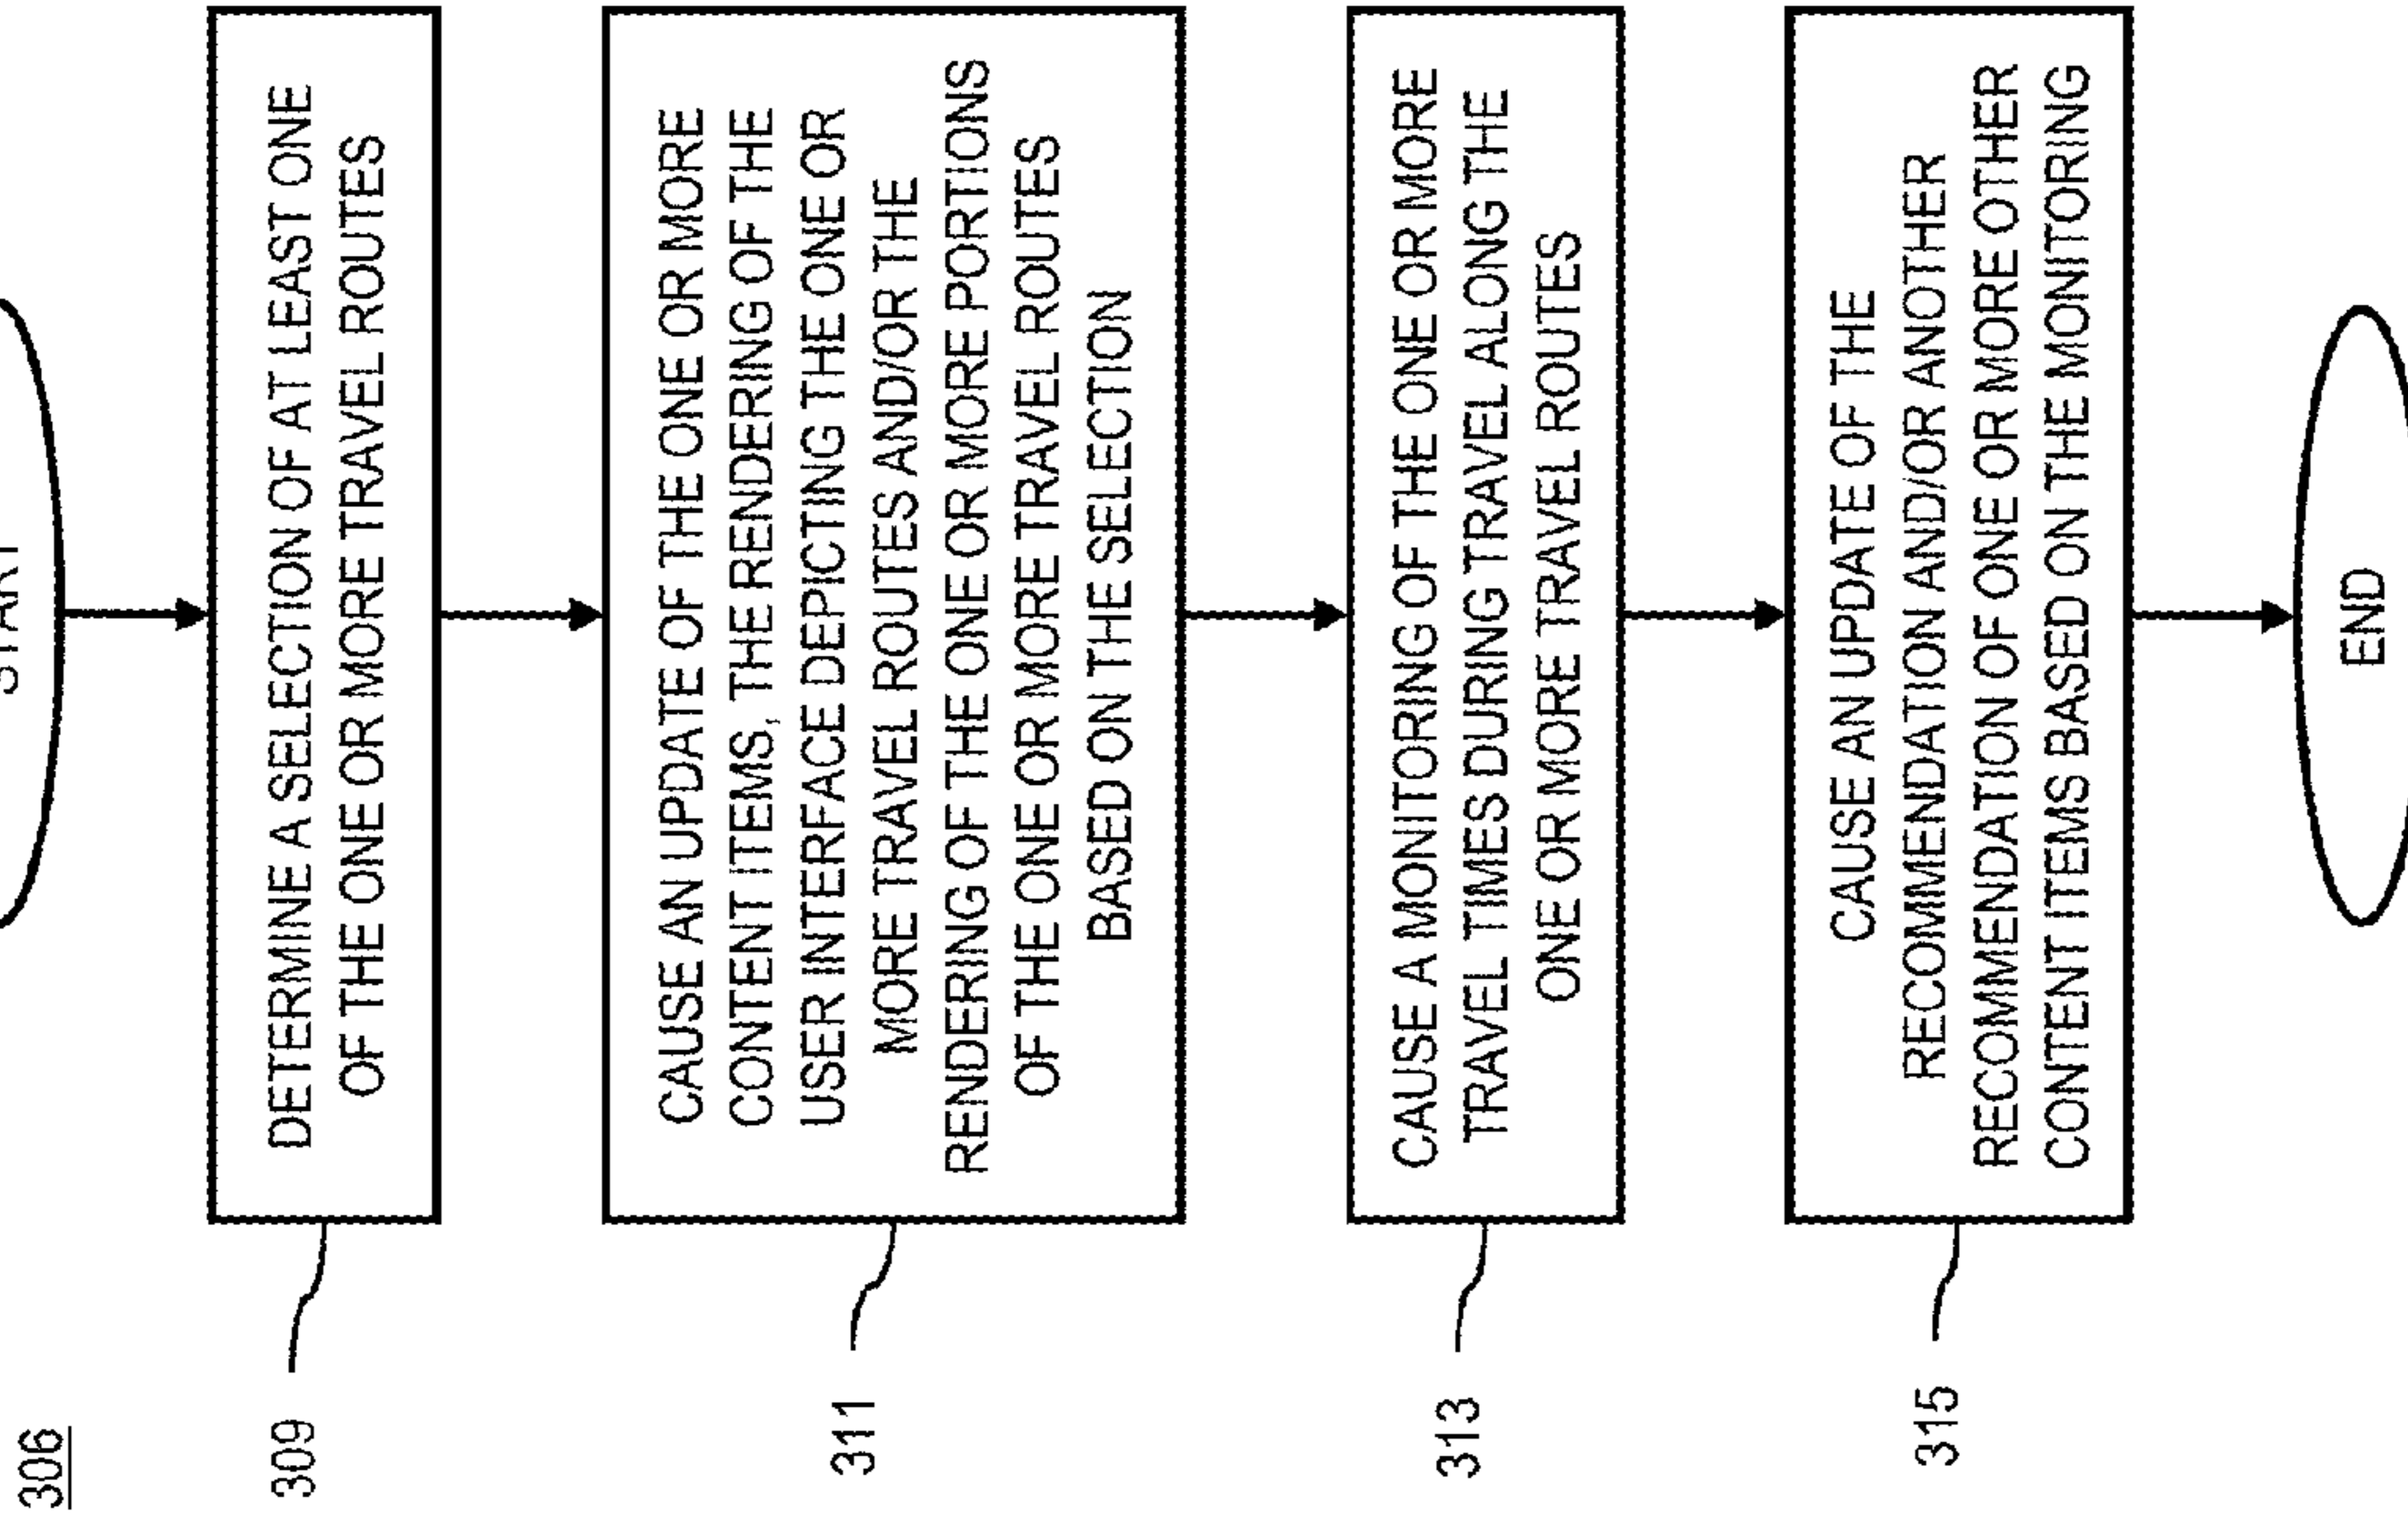 306
START
309
DETERMINE A SELECTION OF AT LEAST ONE
OF THE ONE OR MORE TRAVEL ROUTES
311
CAUSE AN UPDATE OF THE ONE OR MORE
CONTENT ITEMS, THE RENDERING OF THE
USER INTERFACE DEPICTING THE ONE OR
MORE TRAVEL ROUTES AND/OR THE
RENDERING OF THE ONE OR MORE PORTIONS
OF THE ONE OR MORE TRAVEL ROUTES
BASED ON THE SELECTION
313
CAUSE A MONITORING OF THE ONE OR MORE
TRAVEL TIMES DURING TRAVEL ALONG THE
ONE OR MORE TRAVEL ROUTES
315
CAUSE AN UPDATE OF THE
RECOMMENDATION AND/OR ANOTHER
RECOMMENDATION OF ONE OR MORE OTHER
CONTENT ITEMS BASED ON THE MONITORING
END